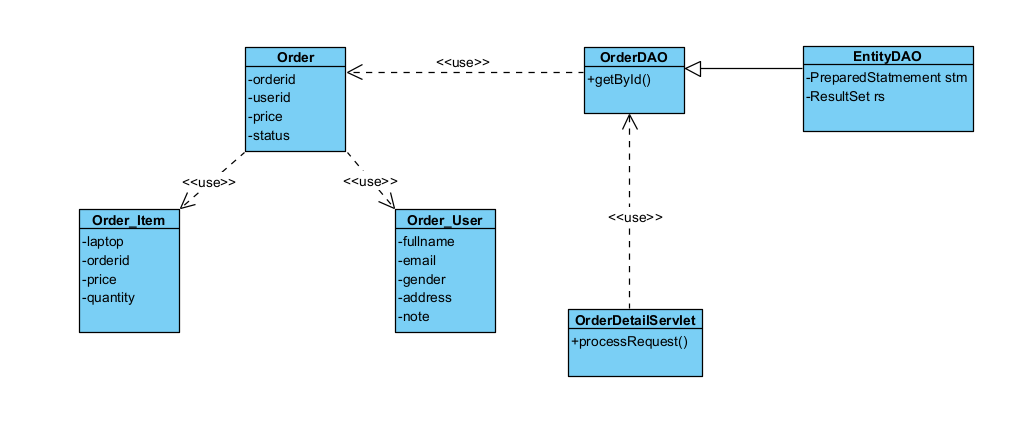 Order
-orderid
-userid
-price
-status
<<use>>
OrderDAO
+getById()
EntityDAO
-PreparedStatmement stm
-ResultSet rs
<<use>>
<<use>>
Order_Item
-laptop
-orderid
-price
-quantity
Order_User
-fullname
-email
-gender
-address
-note
<<use>>
OrderDetailServlet
+processRequest()